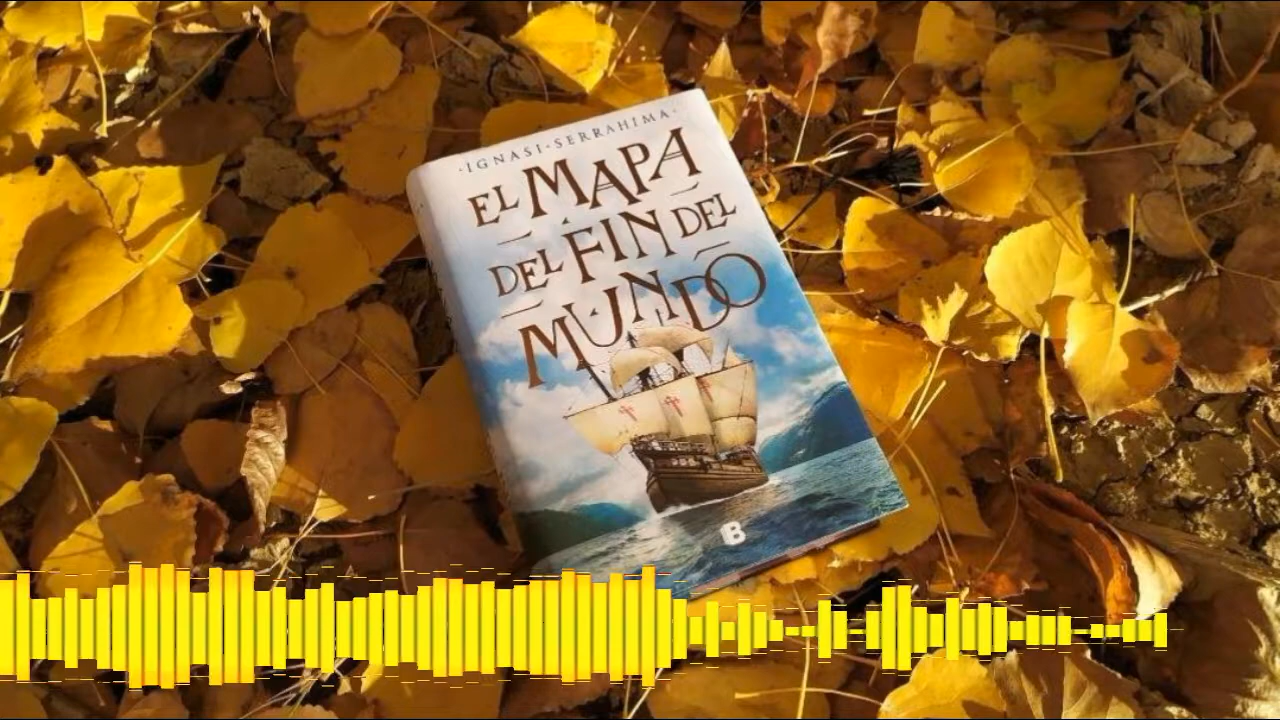 ·IGNASI·SERRAHIMA·
EL MAPA
DEL FIN DEL
MUNDO
B